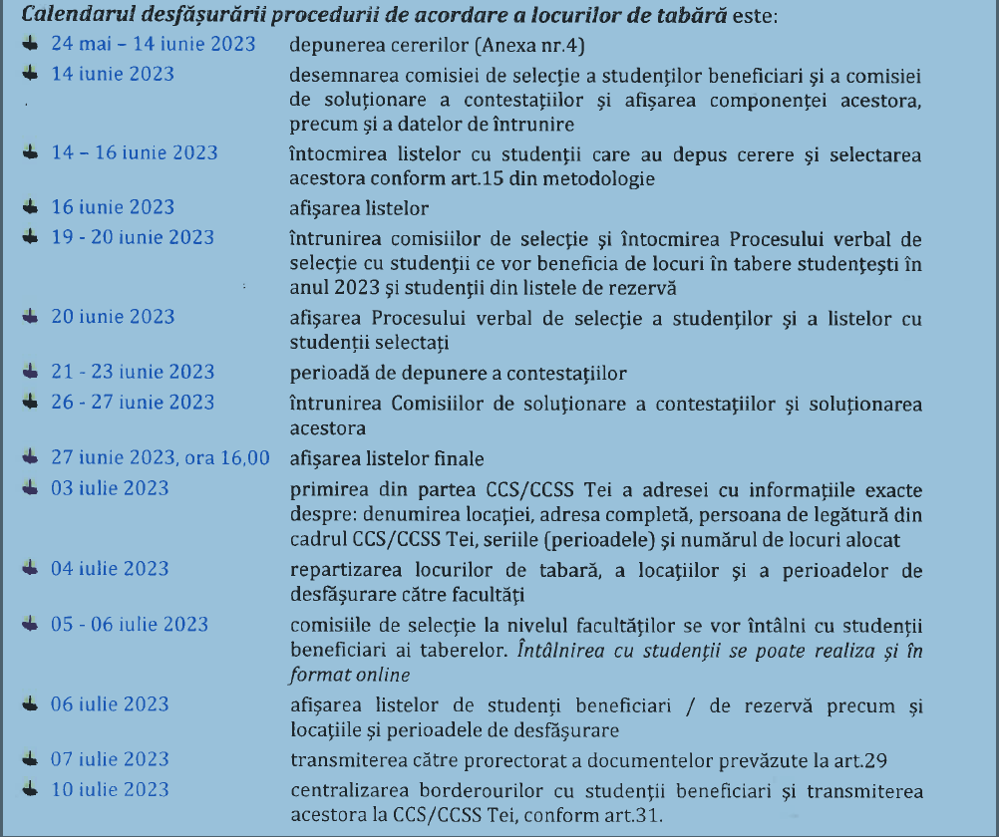 Calendarul desfășurării procedurii de acordare a locurilor de tabără este:
24 mai – 14 iunie 2023 depunerea cererilor (Anexa nr.4)
14 iunie 2023 desemnarea comisiei de selecție a studenților beneficiari și a comisiei
de soluționare a contestațiilor și afișarea componenței acestora,
precum și a datelor de întrunire
14 – 16 iunie 2023 întocmirea listelor cu studenții care au depus cerere și selectarea
acestora conform art.15 din metodologie
16 iunie 2023 afișarea listelor
19 - 20 iunie 2023 întrunirea comisiilor de selecție și întocmirea Procesului verbal de
selecție cu studenții ce vor beneficia de locuri în tabere studențești în
anul 2023 și studenții din listele de rezervă
20 iunie 2023 afișarea Procesului verbal de selecție a studenților și a listelor cu
studenții selectați
21 - 23 iunie 2023 perioadă de depunere a contestațiilor
26 - 27 iunie 2023 întrunirea Comisiilor de soluționare a contestațiilor și soluționarea
acestora
27 iunie 2023, ora 16,00 afișarea listelor finale
03 iulie 2023 primirea din partea CCS/CCSS Tei a adresei cu informațiile exacte
despre: denumirea locației, adresa completă, persoana de legătură din
cadrul CCS/CCSS Tei, seriile (perioadele) și numărul de locuri alocat
04 iulie 2023 repartizarea locurilor de tabară, a locațiilor și a perioadelor de
desfășurare către facultăți
05 - 06 iulie 2023 comisiile de selecție la nivelul facultăților se vor întâlni cu studenții
beneficiari ai taberelor. Întâlnirea cu studenții se poate realiza și în
format online
06 iulie 2023 afișarea listelor de studenți beneficiari / de rezervă precum și
locațiile și perioadele de desfășurare
07 iulie 2023 transmiterea către prorectorat a documentelor prevăzute la art.29
10 iulie 2023 centralizarea borderourilor cu studenții beneficiari și transmiterea
acestora la CCS/CCSS Tei, conform art.31.